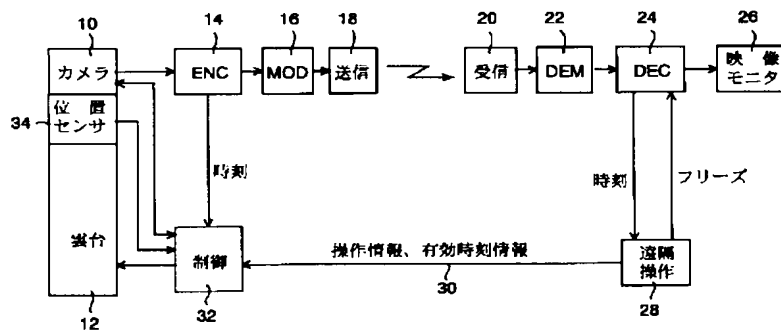 10
14
16
18
20
22
24
26
カメラ
ENC
MOD
送信
受信
DEM
DEC
映像
モニタ
位置
センサ
34
時刻
時刻
フリーズ
雲台
制御
操作情報、有効時刻情報
30
遠隔
操作
28
12
32